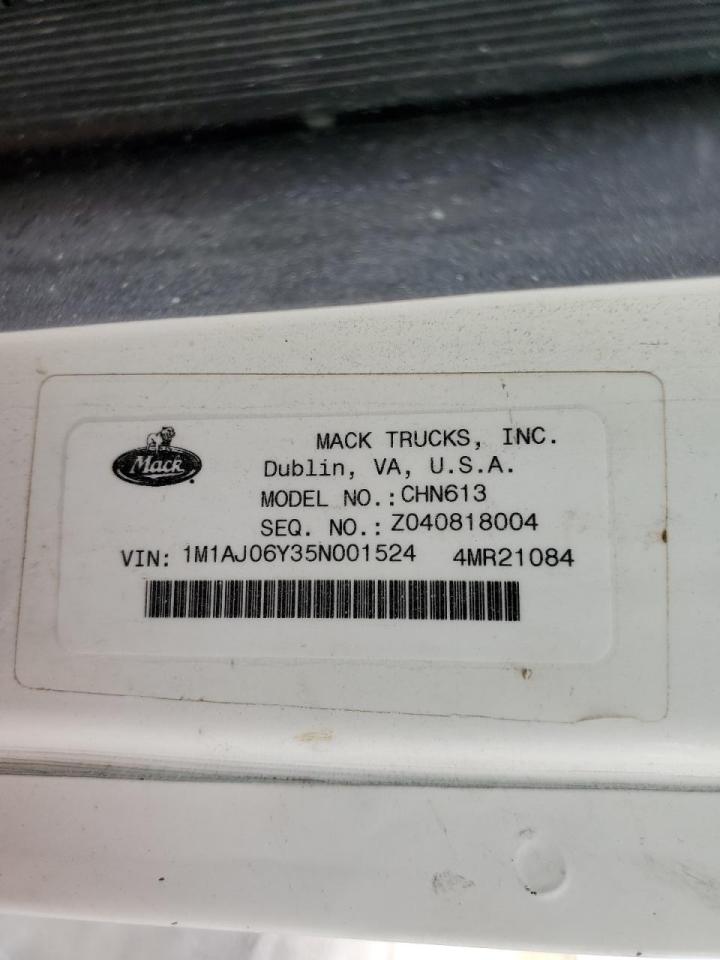 Mack
MACK TRUCKS, INC.
Dublin, VA, U.S.A.
MODEL NO.: CHN613
SEQ. NO.: Z040818004
VIN: 1M1AJ06Y35N001524 4MR21084